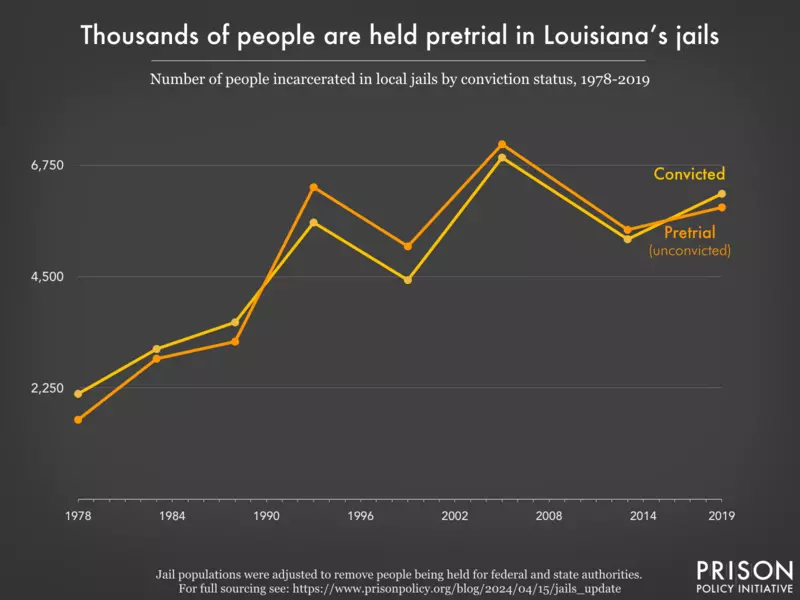 Thousands of people are held pretrial in Louisiana’s jails
Number of people incarcerated in local jails by conviction status, 1978-2019
6,750
Convicted
Pretrial
(unconvicted)
4,500
2,250
1978 1984 1990 1996 2002 2008 2014 2019
Jail populations were adjusted to remove people being held for federal and state authorities.
For full sourcing see: https://www.prisonpolicy.org/blog/2024/04/15/jails_update
PRISON
POLICY INITIATIVE